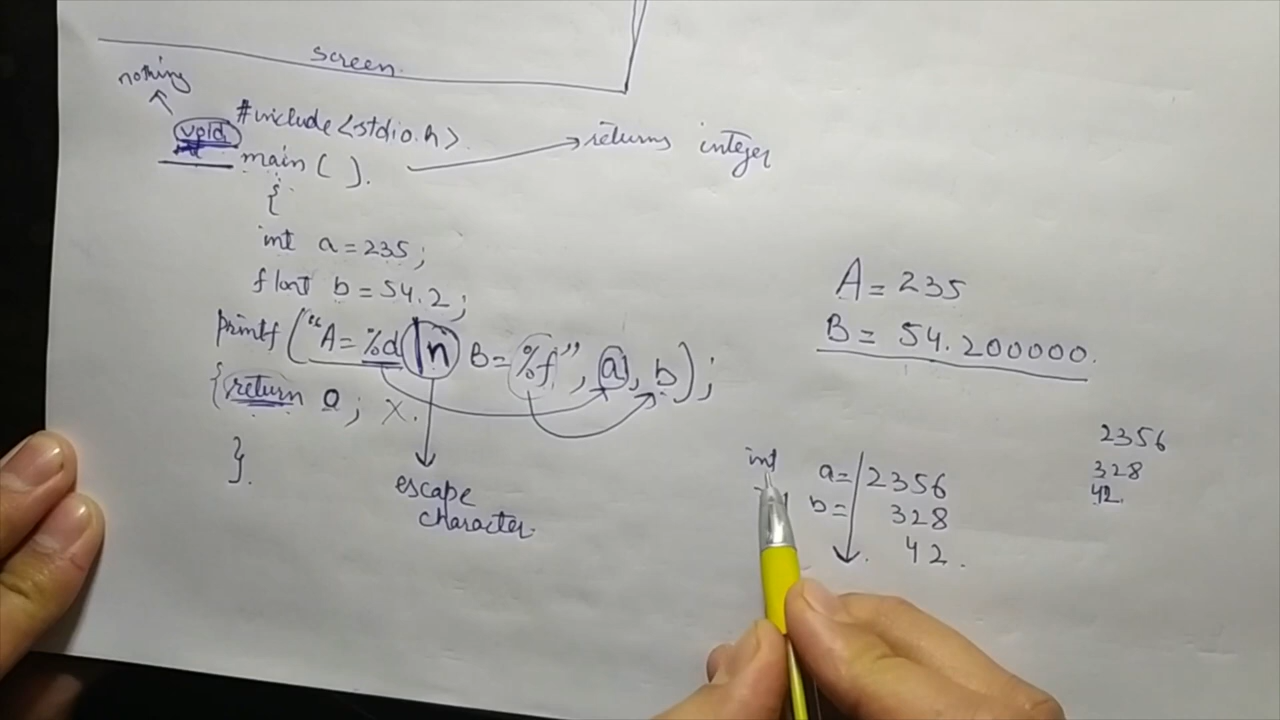 screen.
nothing
#include<stdio.h>.
void
main ( ).
returns integer
{
int a = 235;
float b = 54.2;
printf ("A= %d \n B= %f", a, b);
{return 0; X.
}.
escape
character.
A = 235
B = 54.200000.
int a = 2356
b = 328
42.
2356
328
42.